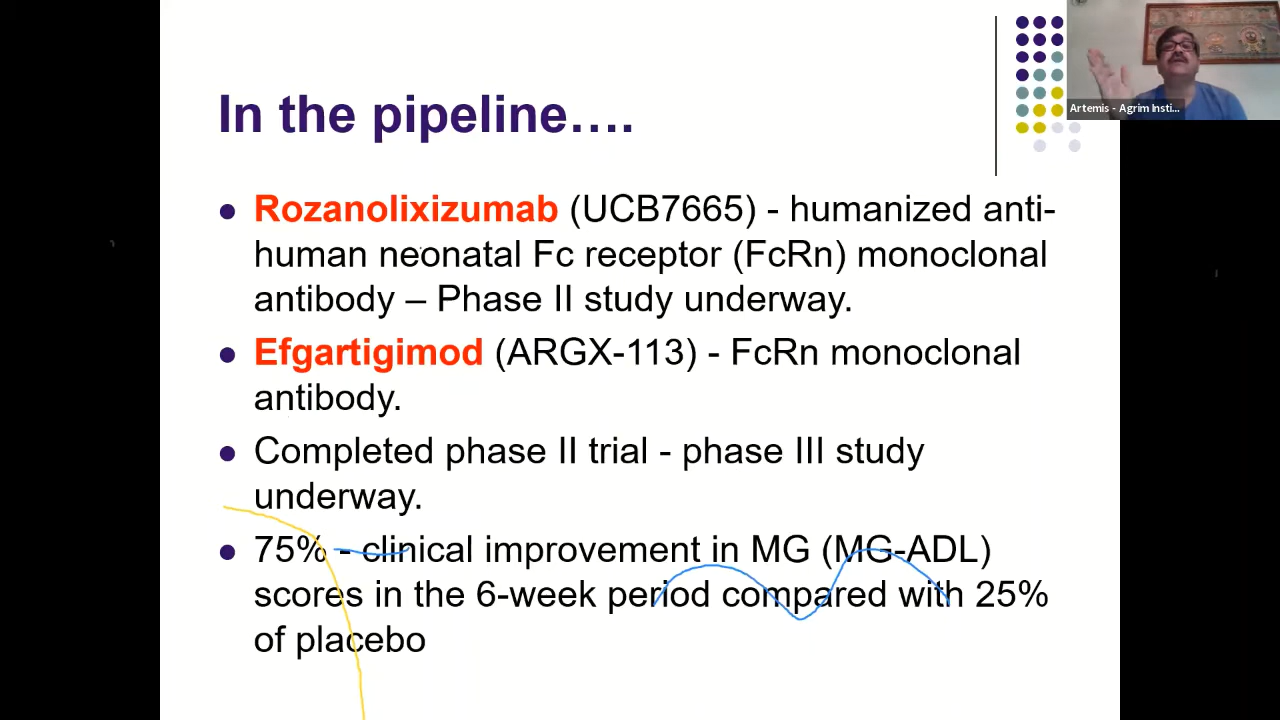 In the pipeline….
Artemis - Agrim Insti...
Rozanolixizumab (UCB7665) - humanized anti-
human neonatal Fc receptor (FcRn) monoclonal
antibody – Phase II study underway.
Efgartigimod (ARGX-113) - FcRn monoclonal
antibody.
Completed phase II trial - phase III study
underway.
75% - clinical improvement in MG (MG-ADL)
scores in the 6-week period compared with 25%
of placebo